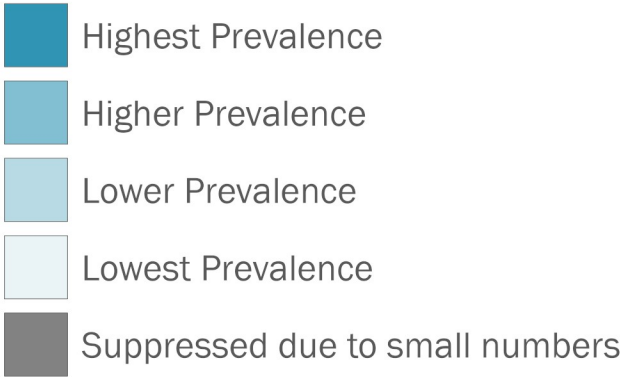 Highest Prevalence
Higher Prevalence
Lower Prevalence
Lowest Prevalence
Suppressed due to small numbers